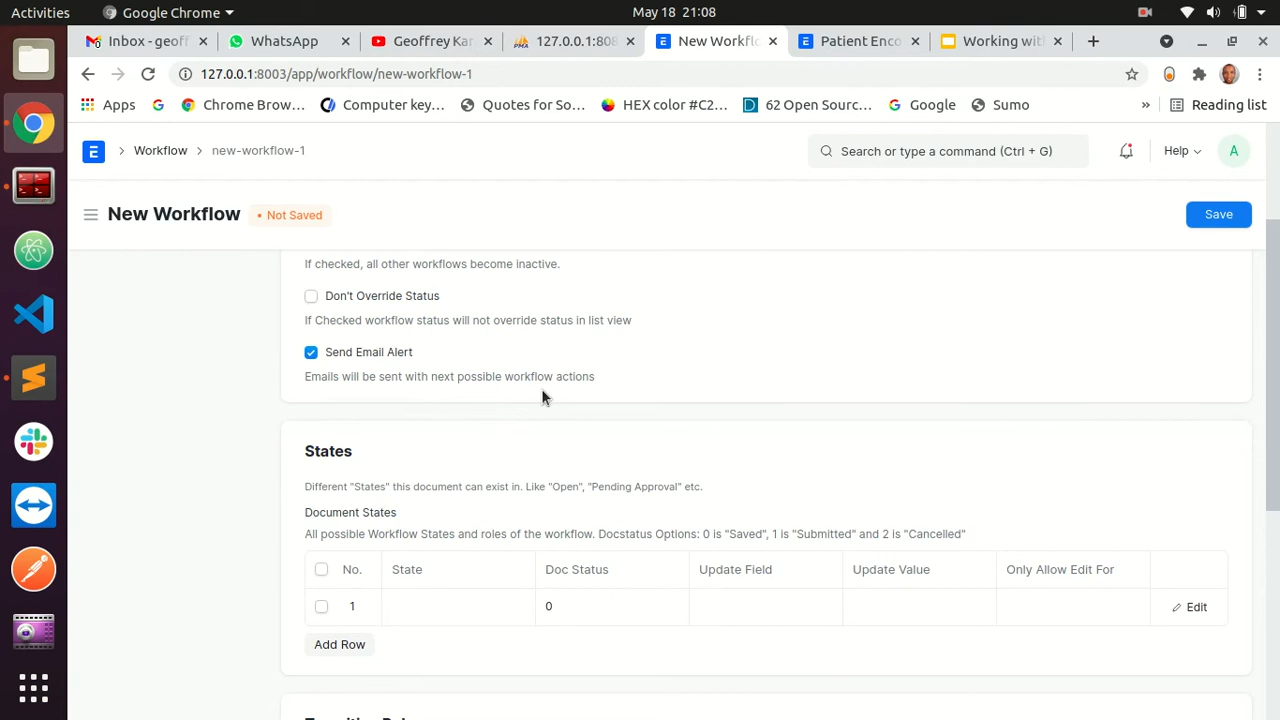 Activities
Google Chrome
May 18 21:08
Inbox - geoff
WhatsApp
Geoffrey Kar
127.0.0.1:808
New Workfl
Patient Enco
Working wit
127.0.0.1:8003/app/workflow/new-workflow-1
Apps
Chrome Brow...
Computer key...
Quotes for So...
HEX color #C2...
62 Open Sourc...
Google
Sumo
»
Reading list
E
Workflow
new-workflow-1
Search or type a command (Ctrl + G)
Help
A
New Workflow
• Not Saved
Save
If checked, all other workflows become inactive.
Don't Override Status
If Checked workflow status will not override status in list view
Send Email Alert
Emails will be sent with next possible workflow actions
States
Different "States" this document can exist in. Like "Open", "Pending Approval" etc.
Document States
All possible Workflow States and roles of the workflow. Docstatus Options: 0 is "Saved", 1 is "Submitted" and 2 is "Cancelled"
No. State Doc Status Update Field Update Value Only Allow Edit For
1 0 Edit
Add Row